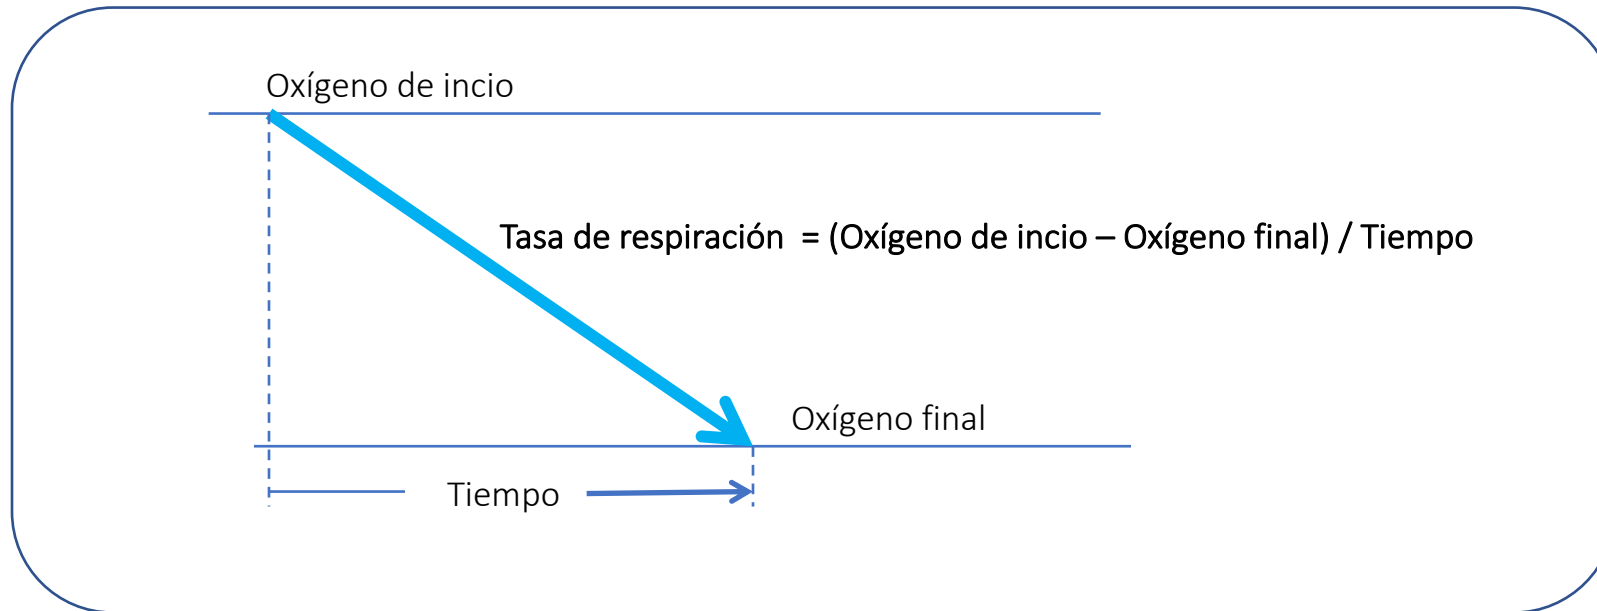 Oxígeno de incio
Tasa de respiración = (Oxígeno de incio – Oxígeno final) / Tiempo
Oxígeno final
Tiempo